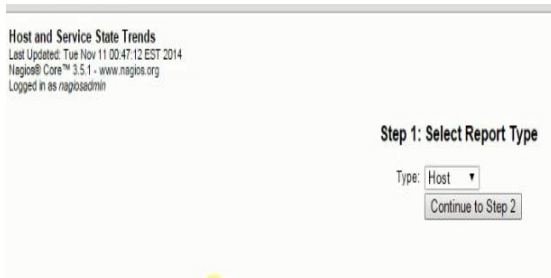 Host and Service State Trends
Last Updated: Tue Nov 11 00:47:12 EST 2014
Nagios® Core™ 3.5.1 - www.nagios.org
Logged in as nagiosadmin
Step 1: Select Report Type
Type: Host
Continue to Step 2